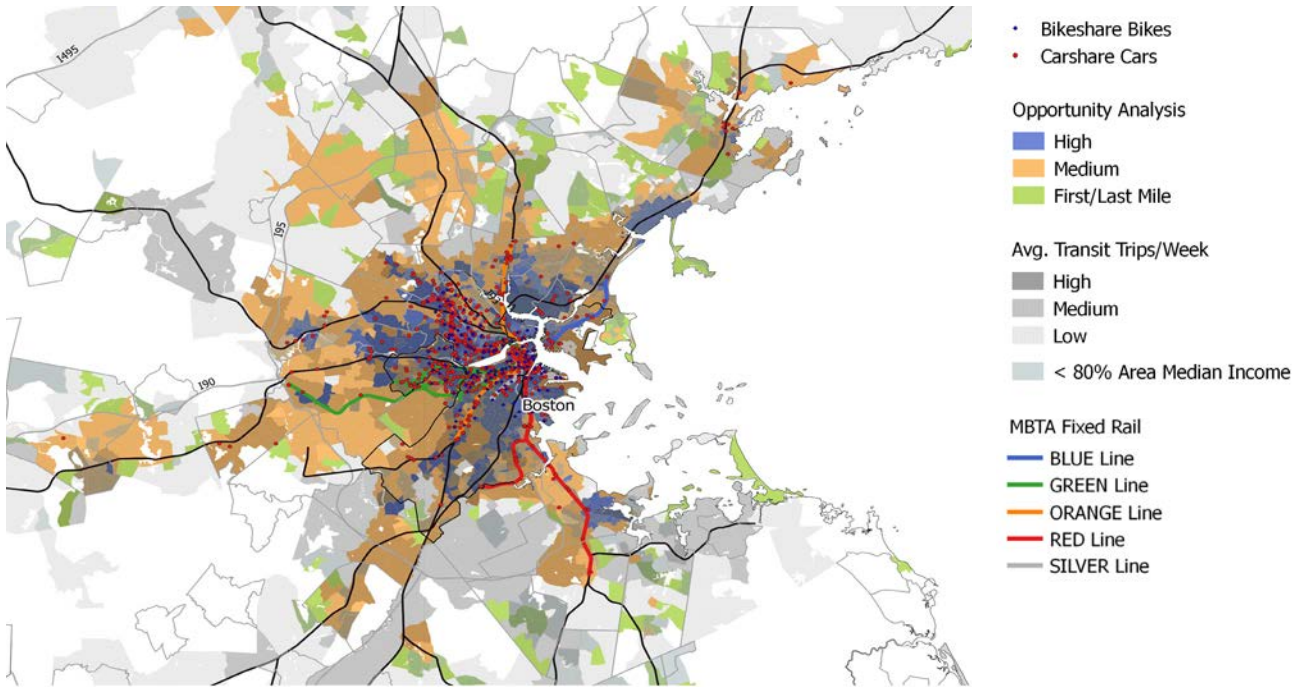 I495
I95
I90
Boston
Bikeshare Bikes
Carshare Cars
Opportunity Analysis
High
Medium
First/Last Mile
Avg. Transit Trips/Week
High
Medium
Low
< 80% Area Median Income
MBTA Fixed Rail
BLUE Line
GREEN Line
ORANGE Line
RED Line
SILVER Line